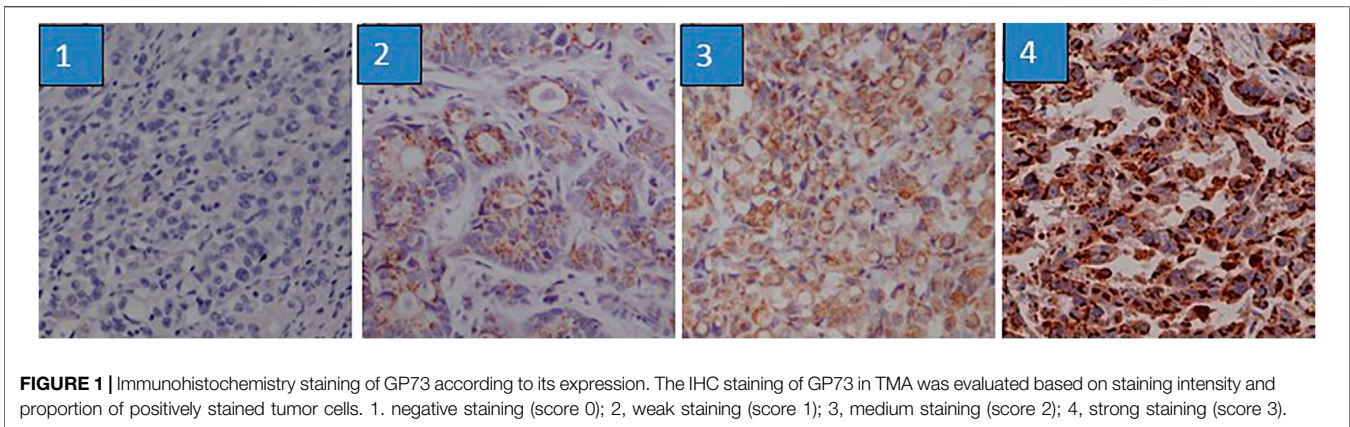 1
2
3
4
FIGURE 1 | Immunohistochemistry staining of GP73 according to its expression. The IHC staining of GP73 in TMA was evaluated based on staining intensity and
proportion of positively stained tumor cells. 1. negative staining (score 0); 2, weak staining (score 1); 3, medium staining (score 2); 4, strong staining (score 3).